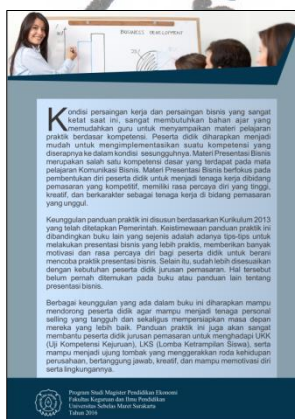 BUSINESS DEVELOPMENT
Kondisi persaingan kerja dan persaingan bisnis yang sangat
ketat saat ini, sangat membutuhkan bahan ajar yang
memudahkan guru untuk menyampaikan materi pelajaran
praktik berdasar kompetensi. Peserta didik diharapkan menjadi
mudah untuk mengimplementasikan suatu kompetensi yang
diserapnya ke dalam kondisi sesungguhnya. Materi Presentasi Bisnis
merupakan salah satu kompetensi dasar yang terdapat pada mata
pelajaran Komunikasi Bisnis. Materi Presentasi Bisnis berfokus pada
pembentukan diri peserta didik untuk menjadi tenaga kerja dibidang
pemasaran yang kompetitif, memiliki rasa percaya diri yang tinggi,
kreatif, dan berkarakter sebagai tenaga kerja di bidang pemasaran
yang unggul.
Keunggulan panduan praktik ini disusun berdasarkan Kurikulum 2013
yang telah ditetapkan Pemerintah. Keistimewaan panduan praktik ini
dibandingkan buku lain yang sejenis adalah adanya tips-tips untuk
melakukan presentasi bisnis yang lebih praktis, memberikan banyak
motivasi dan rasa percaya diri bagi peserta didik untuk berani
mencoba praktik presentasi bisnis. Selain itu, sudah lebih disesuaikan
dengan kebutuhan peserta didik jurusan pemasaran. Hal tersebut
belum pernah ditemukan pada buku atau panduan lain tentang
presentasi bisnis.
Berbagai keunggulan yang ada dalam buku ini diharapkan mampu
mendorong peserta didik agar mampu menjadi tenaga personal
selling yang tangguh dan sekaligus mempersiapkan masa depan
mereka yang lebih baik. Panduan praktik ini juga akan sangat
membantu peserta didik jurusan pemasaran untuk menghadapi UKK
(Uji Kompetensi Kejuruan), LKS (Lomba Ketrampilan Siswa), serta
mampu menjadi ujung tombak yang menggerakkan roda kehidupan
perusahaan, bertanggung jawab, kreatif, dan mampu memotivasi diri
serta lingkungannya.
Program Studi Magister Pendidikan Ekonomi
Fakultas Keguruan dan Ilmu Pendidikan
Universitas Sebelas Maret Surakarta
Tahun 2016